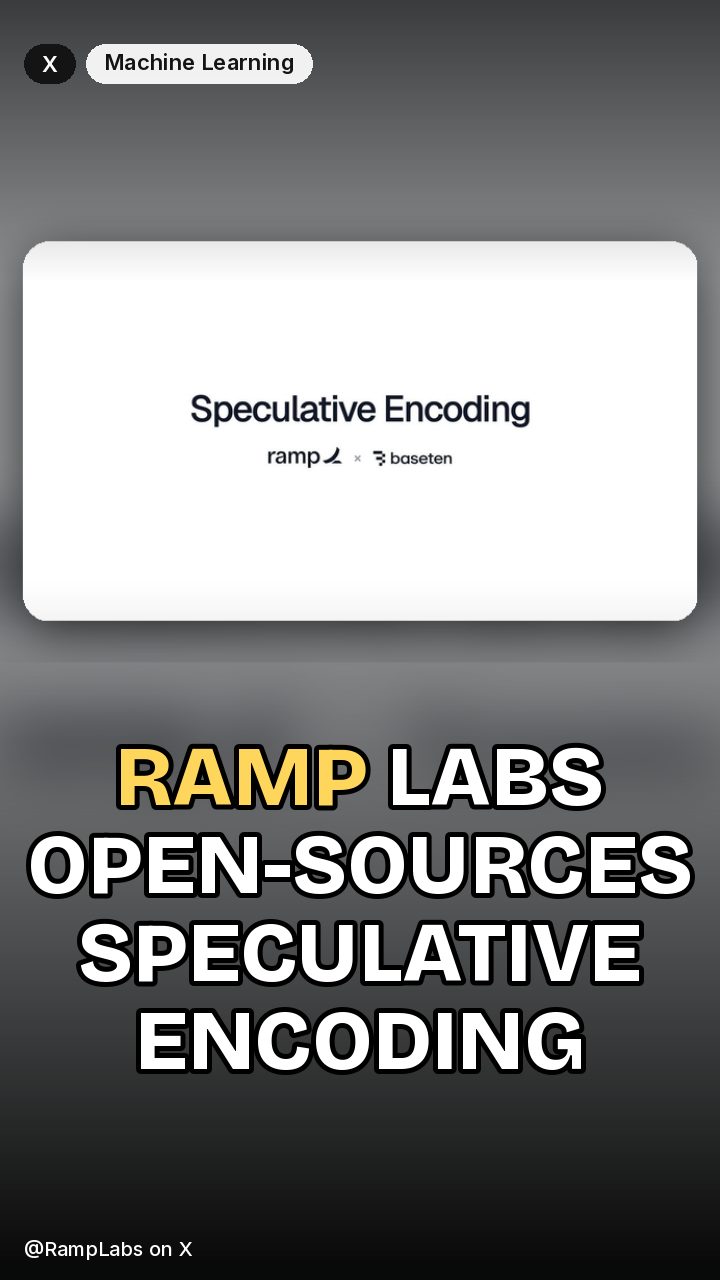 X
Machine Learning
Speculative Encoding
ramp × baseten
RAMP LABS
OPEN-SOURCES
SPECULATIVE
ENCODING
@RampLabs on X